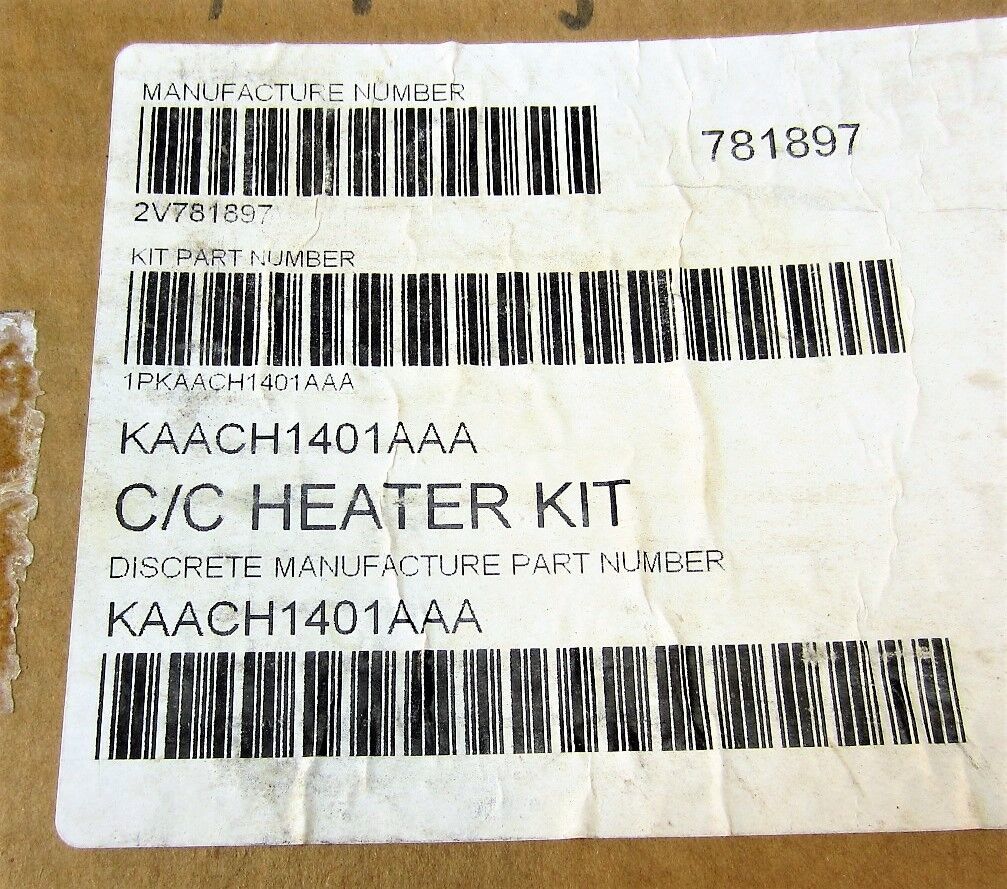 MANUFACTURE NUMBER
781897
2V781897
KIT PART NUMBER
1PKAACH1401AAA
KAACH1401AAA
C/C HEATER KIT
DISCRETE MANUFACTURE PART NUMBER
KAACH1401AAA